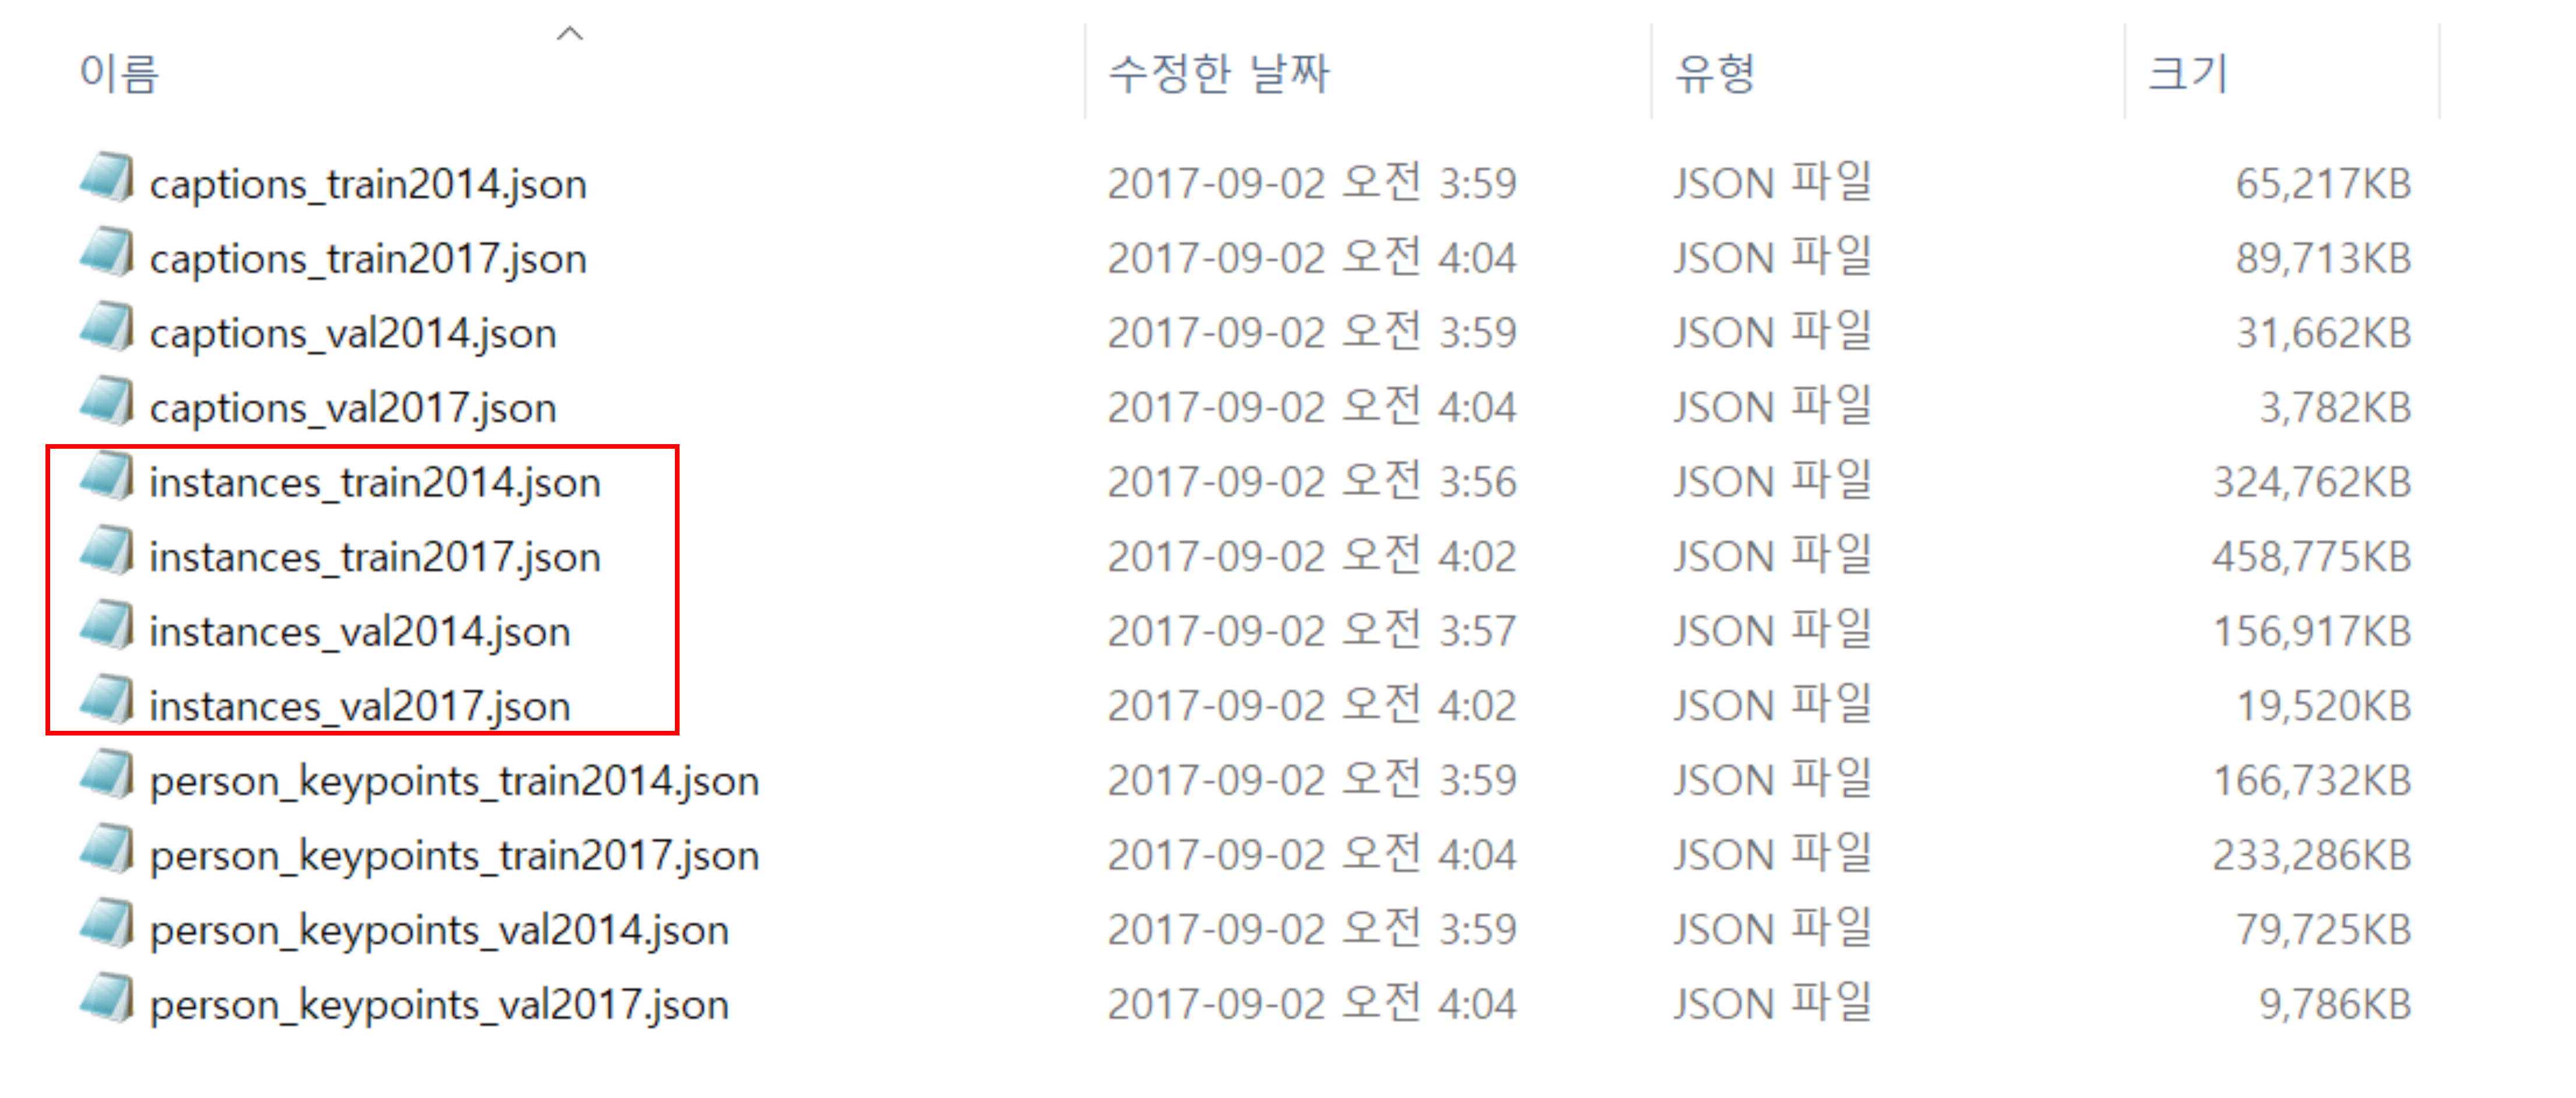 이름 수정한 날짜 유형 크기
captions_train2014.json 2017-09-02 오전 3:59 JSON 파일 65,217KB
captions_train2017.json 2017-09-02 오전 4:04 JSON 파일 89,713KB
captions_val2014.json 2017-09-02 오전 3:59 JSON 파일 31,662KB
captions_val2017.json 2017-09-02 오전 4:04 JSON 파일 3,782KB
instances_train2014.json 2017-09-02 오전 3:56 JSON 파일 324,762KB
instances_train2017.json 2017-09-02 오전 4:02 JSON 파일 458,775KB
instances_val2014.json 2017-09-02 오전 3:57 JSON 파일 156,917KB
instances_val2017.json 2017-09-02 오전 4:02 JSON 파일 19,520KB
person_keypoints_train2014.json 2017-09-02 오전 3:59 JSON 파일 166,732KB
person_keypoints_train2017.json 2017-09-02 오전 4:04 JSON 파일 233,286KB
person_keypoints_val2014.json 2017-09-02 오전 3:59 JSON 파일 79,725KB
person_keypoints_val2017.json 2017-09-02 오전 4:04 JSON 파일 9,786KB